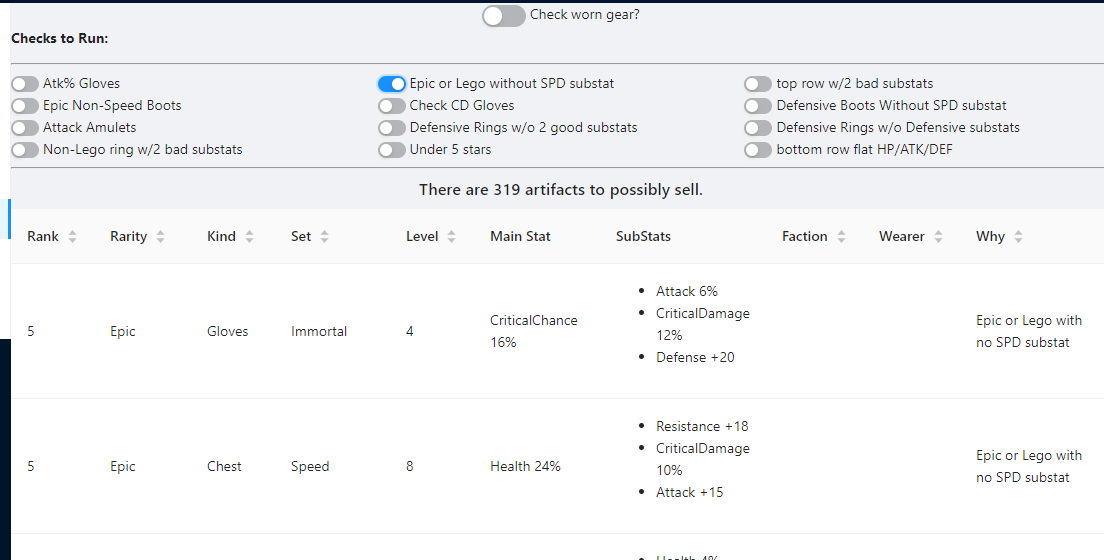 Check worn gear?
Checks to Run:
Atk% Gloves
Epic or Lego without SPD substat
top row w/2 bad substats
Epic Non-Speed Boots
Check CD Gloves
Defensive Boots Without SPD substat
Attack Amulets
Defensive Rings w/o 2 good substats
Defensive Rings w/o Defensive substats
Non-Lego ring w/2 bad substats
Under 5 stars
bottom row flat HP/ATK/DEF
There are 319 artifacts to possibly sell.
Rank Rarity Kind Set Level Main Stat SubStats Faction Wearer Why
5 Epic Gloves Immortal 4
CriticalChance
16%
Attack 6%
CriticalDamage
12%
Defense +20
Epic or Lego with
no SPD substat
5 Epic Chest Speed 8 Health 24%
Resistance +18
CriticalDamage
10%
Attack +15
Epic or Lego with
no SPD substat
Health 4%